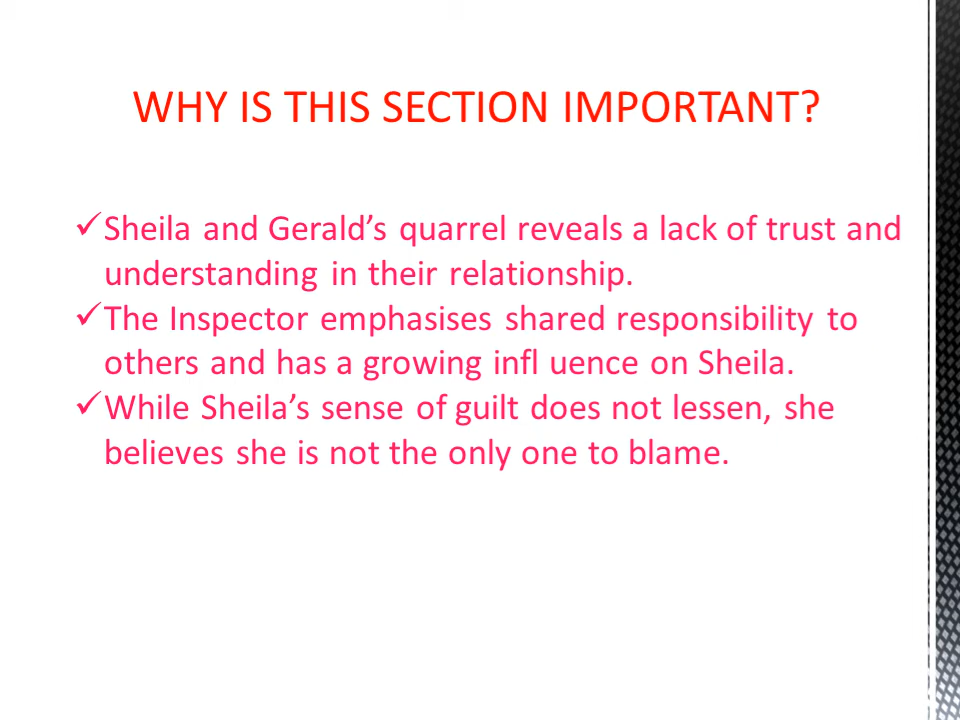 WHY IS THIS SECTION IMPORTANT?
✓Sheila and Gerald’s quarrel reveals a lack of trust and
understanding in their relationship.
✓The Inspector emphasises shared responsibility to
others and has a growing infl uence on Sheila.
✓While Sheila’s sense of guilt does not lessen, she
believes she is not the only one to blame.